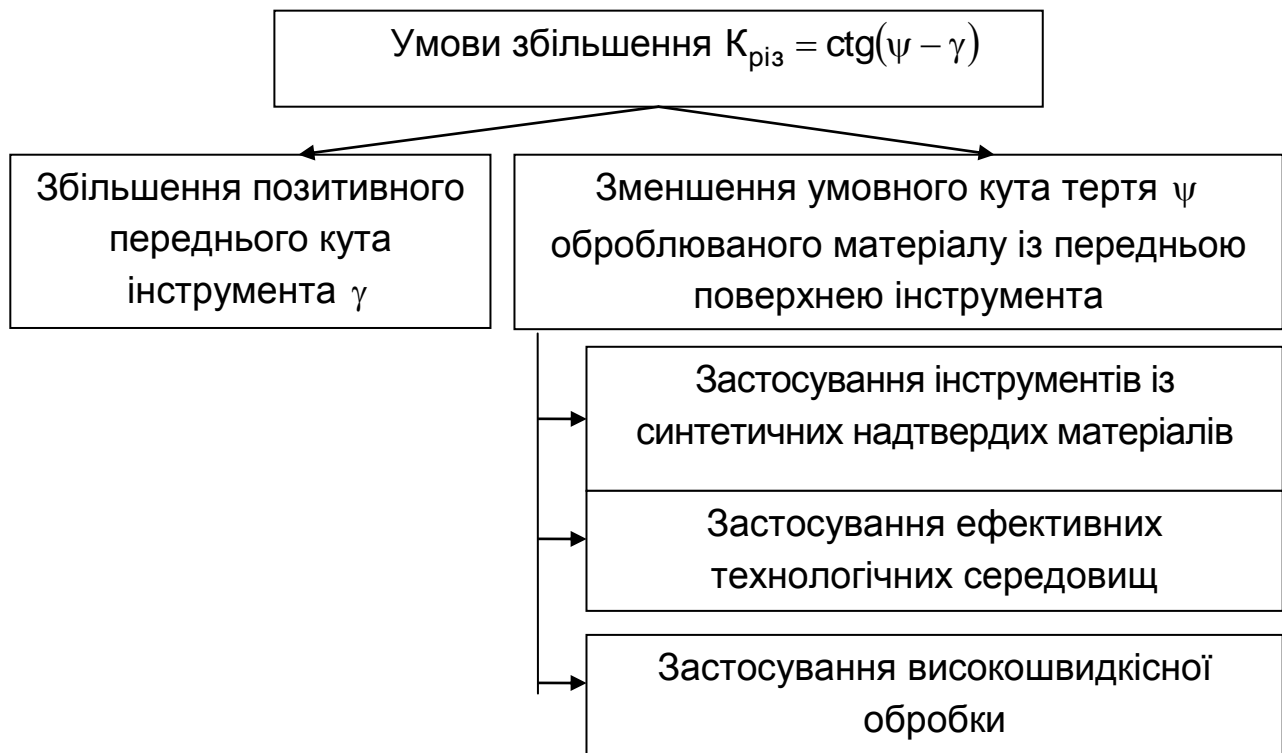 Умови збільшення Kріз = ctg(ψ − γ)
Збільшення позитивного
переднього кута
інструмента γ
Зменшення умовного кута тертя ψ
оброблюваного матеріалу із передньою
поверхнею інструмента
Застосування інструментів із
синтетичних надтвердих матеріалів
Застосування ефективних
технологічних середовищ
Застосування високошвидкісної
обробки